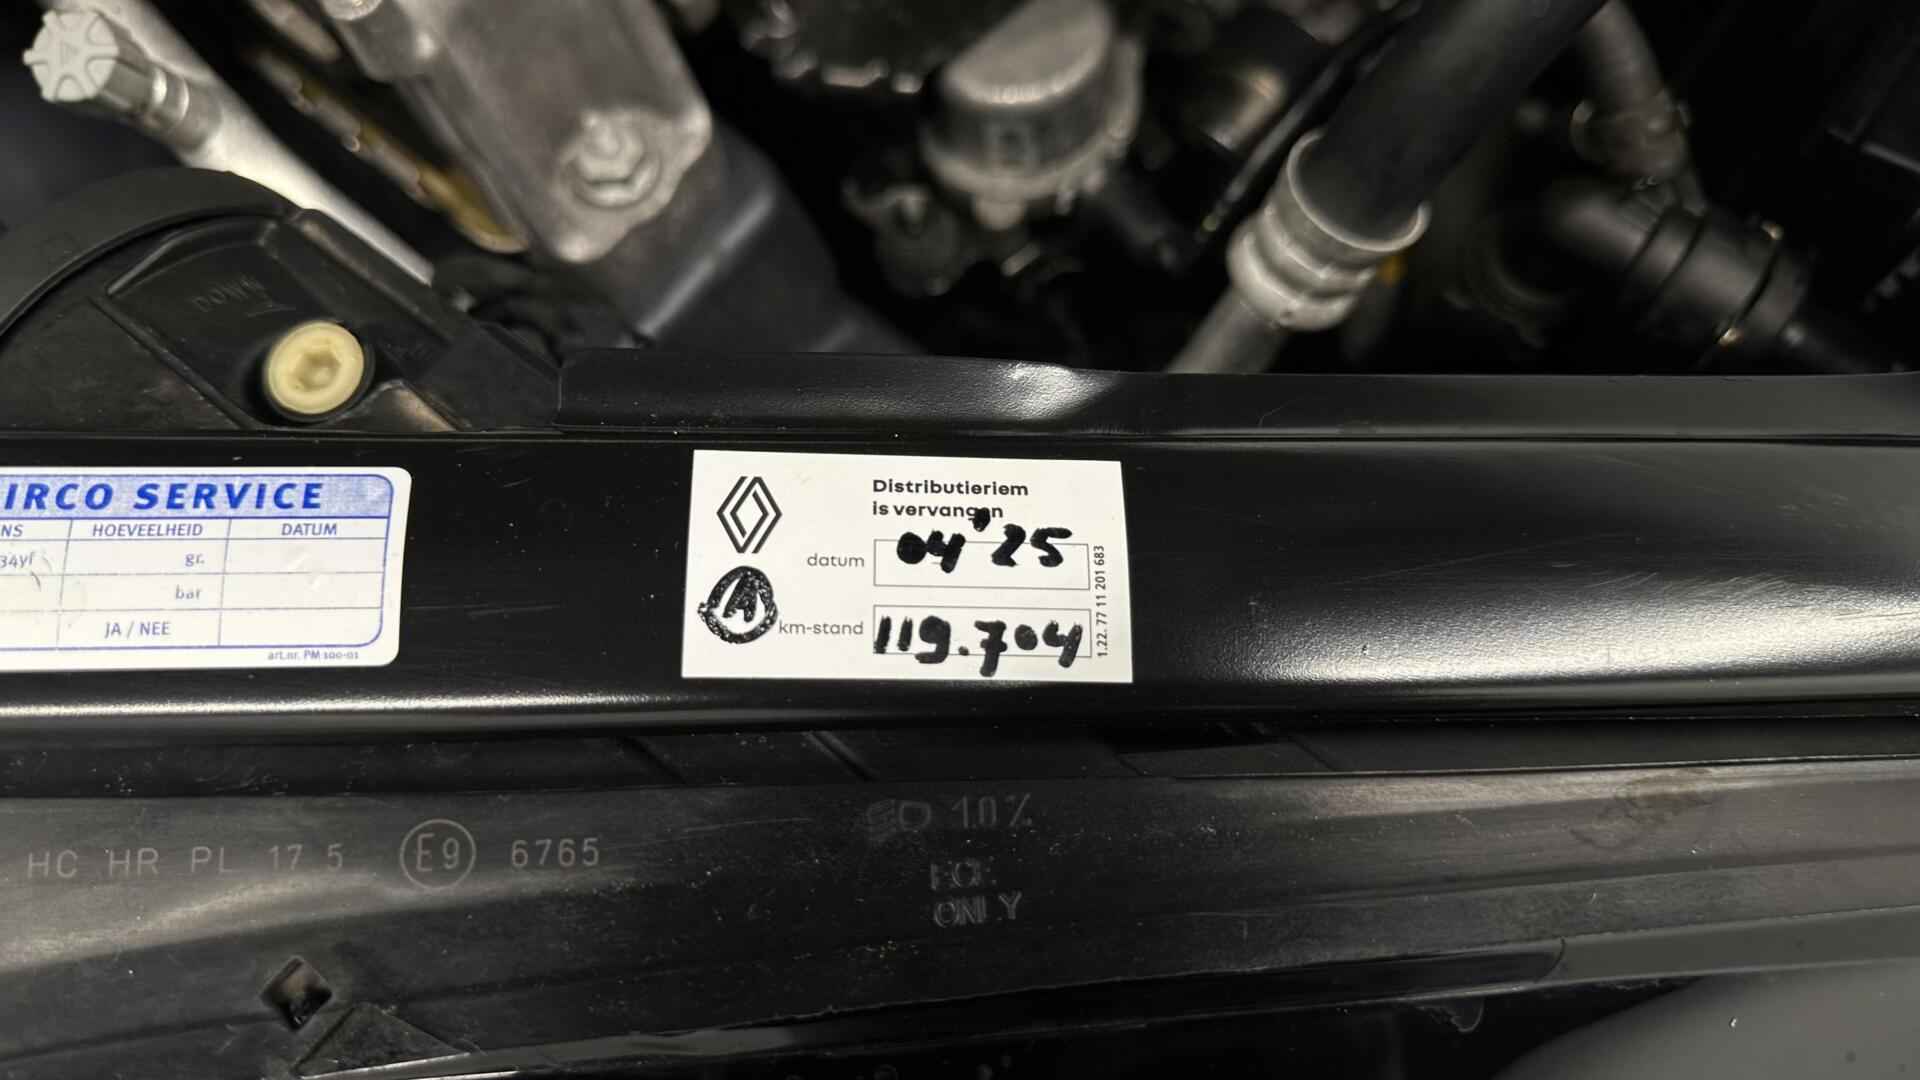 DOWN
IRCO SERVICE
NS HOEVEELHEID DATUM
34yf gr.
bar
JA / NEE
art.nr. PM 100-01
Distributieriem
is vervangen
datum 04'25
A
km-stand 119.704
1.22. 77 11 201 683
HC HR PL 17.5 E9 6765
10%
ECE
ONLY